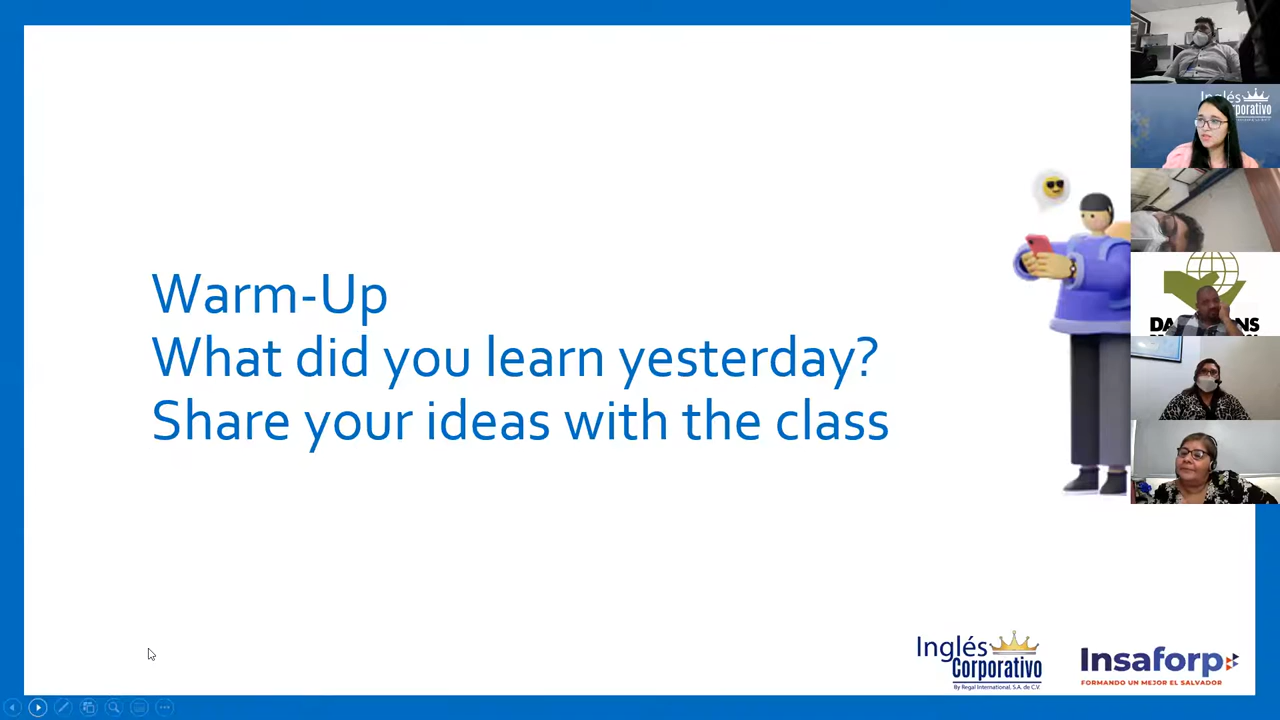 Warm-Up
What did you learn yesterday?
Share your ideas with the class
Inglés
Corporativo
By Regal International, S.A. de C.V.
Insaforp
FORMANDO UN MEJOR EL SALVADOR
Inglés